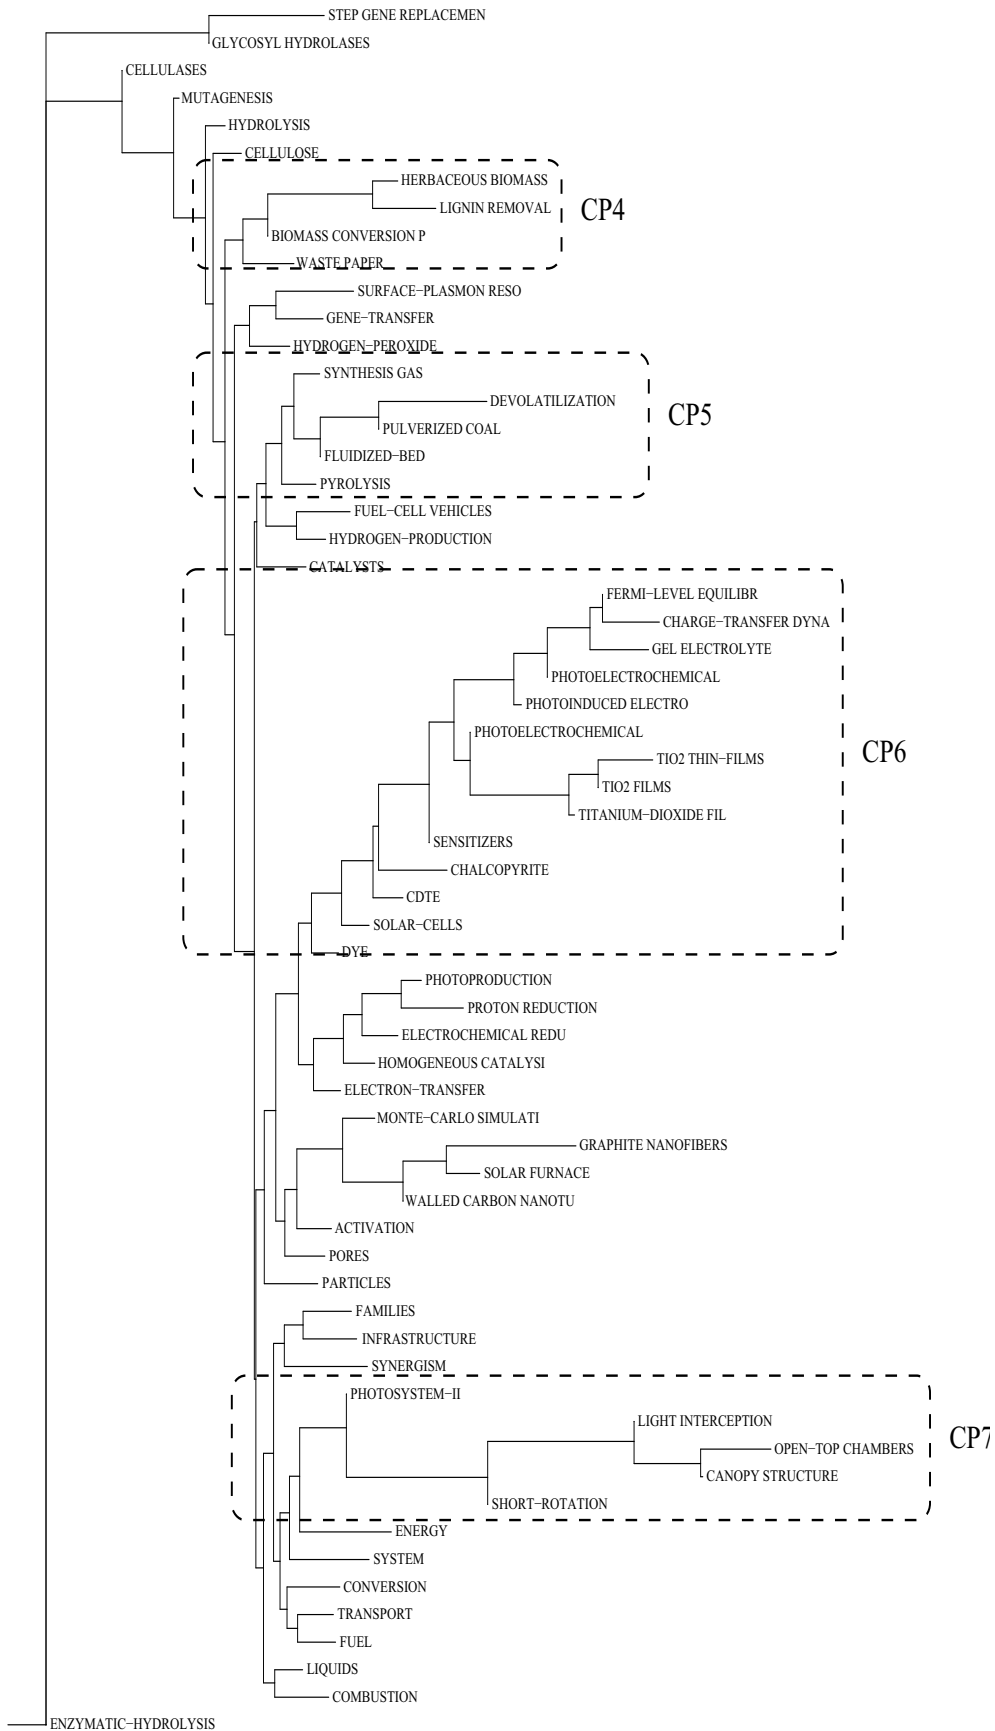 STEP GENE REPLACEMEN
GLYCOSYL HYDROLASES
CELLULASES
MUTAGENESIS
HYDROLYSIS
CELLULOSE
HERBACEOUS BIOMASS
LIGNIN REMOVAL
CP4
BIOMASS CONVERSION P
WASTE PAPER
SURFACE−PLASMON RESO
GENE−TRANSFER
HYDROGEN−PEROXIDE
SYNTHESIS GAS
DEVOLATILIZATION
CP5
PULVERIZED COAL
FLUIDIZED−BED
PYROLYSIS
FUEL−CELL VEHICLES
HYDROGEN−PRODUCTION
CATALYSTS
FERMI−LEVEL EQUILIBR
CHARGE−TRANSFER DYNA
GEL ELECTROLYTE
PHOTOELECTROCHEMICAL
PHOTOINDUCED ELECTRO
PHOTOELECTROCHEMICAL
CP6
TIO2 THIN−FILMS
TIO2 FILMS
TITANIUM−DIOXIDE FIL
SENSITIZERS
CHALCOPYRITE
CDTE
SOLAR−CELLS
DYE
PHOTOPRODUCTION
PROTON REDUCTION
ELECTROCHEMICAL REDU
HOMOGENEOUS CATALYSI
ELECTRON−TRANSFER
MONTE−CARLO SIMULATI
GRAPHITE NANOFIBERS
SOLAR FURNACE
WALLED CARBON NANOTU
ACTIVATION
PORES
PARTICLES
FAMILIES
INFRASTRUCTURE
SYNERGISM
PHOTOSYSTEM−II
LIGHT INTERCEPTION
CP7
OPEN−TOP CHAMBERS
CANOPY STRUCTURE
SHORT−ROTATION
ENERGY
SYSTEM
CONVERSION
TRANSPORT
FUEL
LIQUIDS
COMBUSTION
ENZYMATIC−HYDROLYSIS